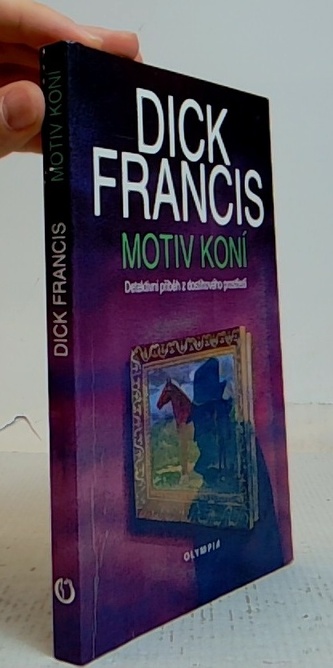 DICK
FRANCIS
MOTIV KONÍ
Detektivní příběh z dostihového prostředí
OLYMPIA
DICK FRANCIS MOTIV KONÍ